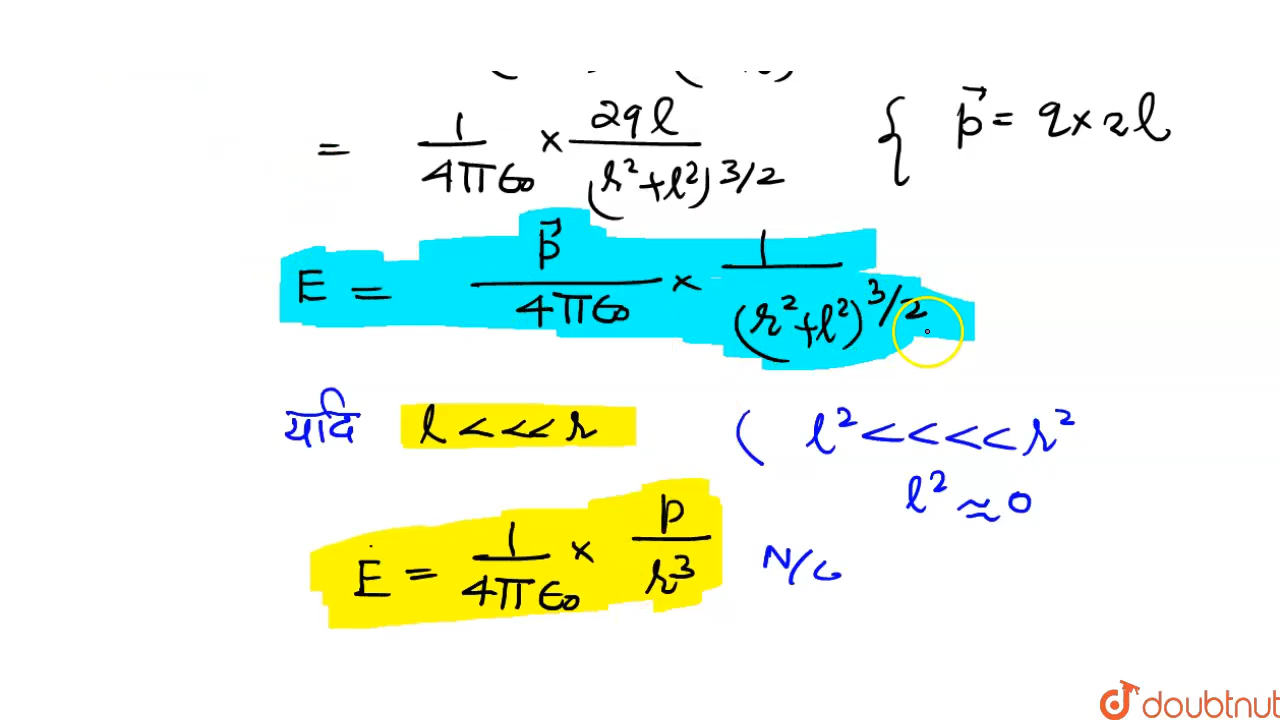 = 1/4πϵ₀ × 2ql/(r²+l²)^3/2 { p⃗ = q×2l
E = p⃗/4πϵ₀ × 1/(r²+l²)^3/2
यदि l <<< r ( l² <<<< r²
l² ≈ 0
E = 1/4πϵ₀ × p/r³ N/C
doubtnut